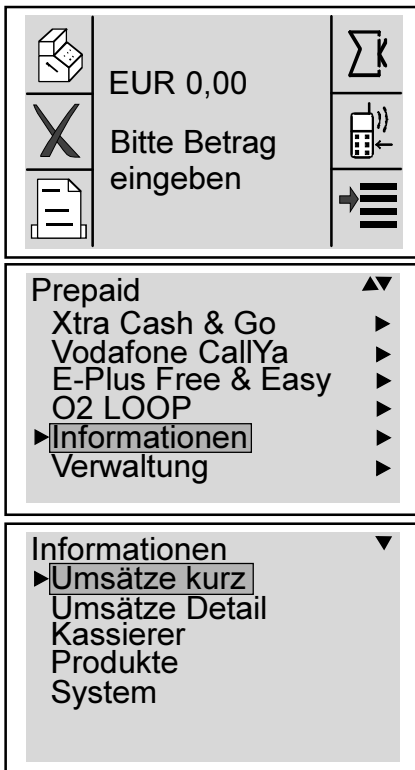 EUR 0,00
Bitte Betrag
eingeben
Prepaid
Xtra Cash & Go
Vodafone CallYa
E-Plus Free & Easy
O2 LOOP
Informationen
Verwaltung
Informationen
Umsätze kurz
Umsätze Detail
Kassierer
Produkte
System